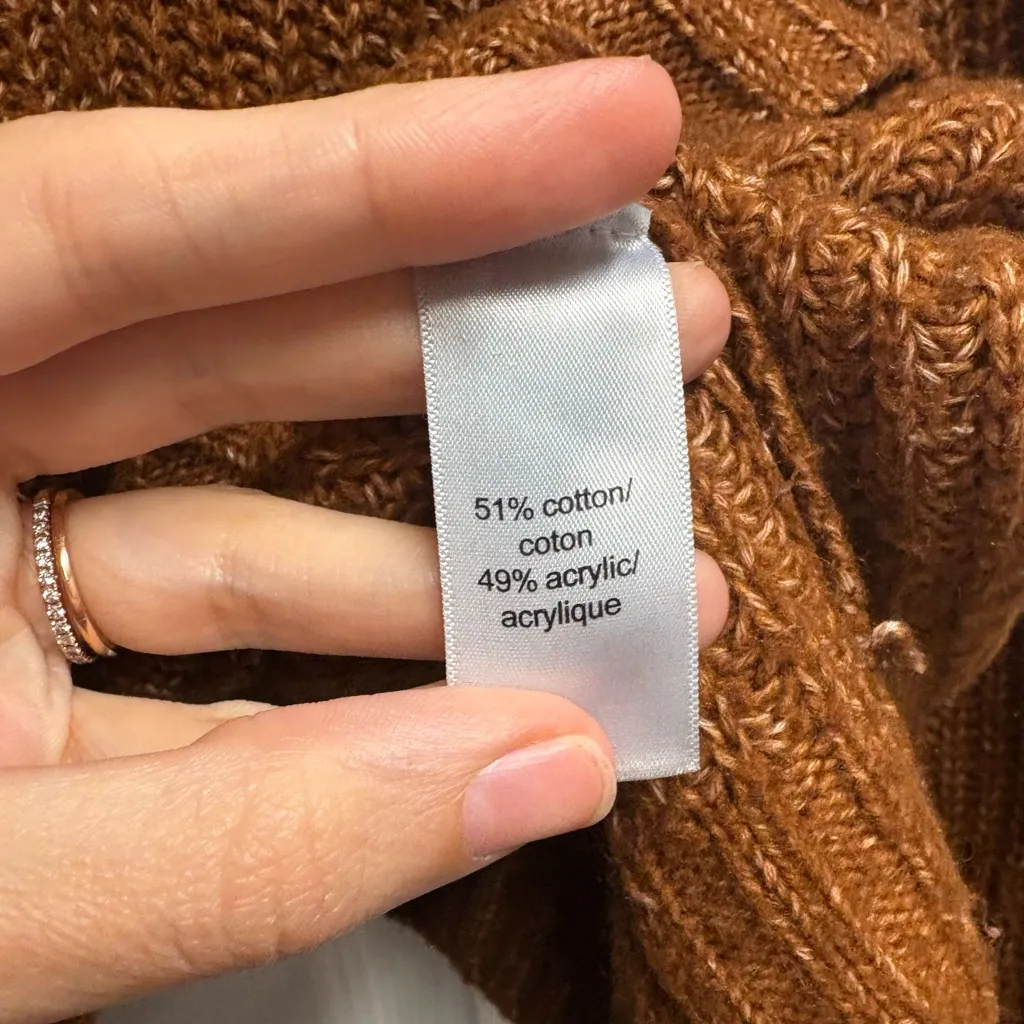 51% cotton/
coton
49% acrylic/
acrylique